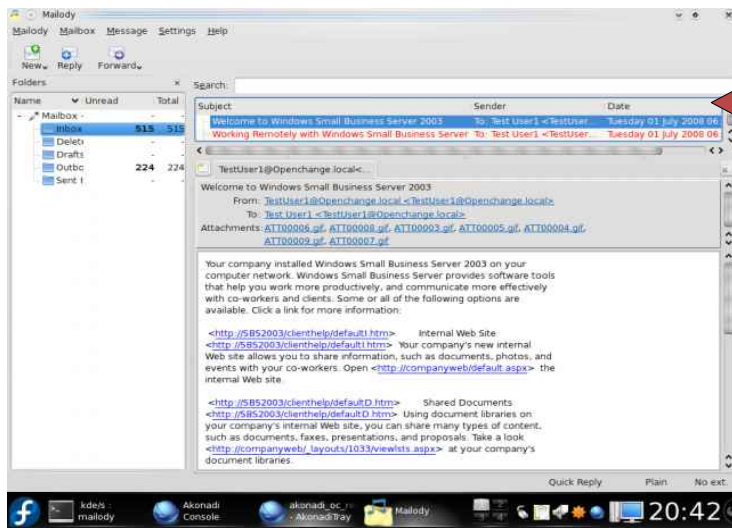 Mailody
Mailody Mailbox Message Settings Help
New Reply Forward
Folders
Search:
Name Unread Total
Mailbox - - -
Inbox 515 515
Delet - -
Drafts - -
Outbo 224 224
Sent - -
Subject Sender Date
Welcome to Windows Small Business Server 2003 To: Test User1 <TestUser... Tuesday 01 July 2008 06
Working Remotely with Windows Small Business Server To: Test User1 <TestUser... Tuesday 01 July 2008 06
TestUser1@Openchange.local<...
Welcome to Windows Small Business Server 2003
From: TestUser1@Openchange.local <TestUser1@Openchange.local>
To: Test User1 <TestUser1@Openchange.local>
Attachments: ATT00006.gif, ATT00008.gif, ATT00003.gif, ATT00005.gif, ATT00004.gif,
ATT00009.gif, ATT00007.gif
Your company installed Windows Small Business Server 2003 on your
computer network. Windows Small Business Server provides software tools
that help you work more productively, and communicate more effectively
with co-workers and clients. Some or all of the following options are
available. Click a link for more information:
<http://SBS2003/clienthelp/defaultI.htm> Internal Web Site
<http://SBS2003/clienthelp/defaultI.htm> Your company's new internal
Web site allows you to share information, such as documents, photos, and
events with your co-workers. Open <http://companyweb/default.aspx> the
internal Web site.
<http://SBS2003/clienthelp/defaultD.htm> Shared Documents
<http://SBS2003/clienthelp/defaultD.htm> Using document libraries on
your company's internal Web site, you can share many types of content,
such as documents, faxes, presentations, and proposals. Take a look
<http://companyweb/_layouts/1033/viewlsts.aspx> at your company's
document libraries.
Quick Reply Plain No ext.
kde/s :
mailody
Akonadi
Console
akonadi_oc_r
- AkonadiTray
Mailody
20:42